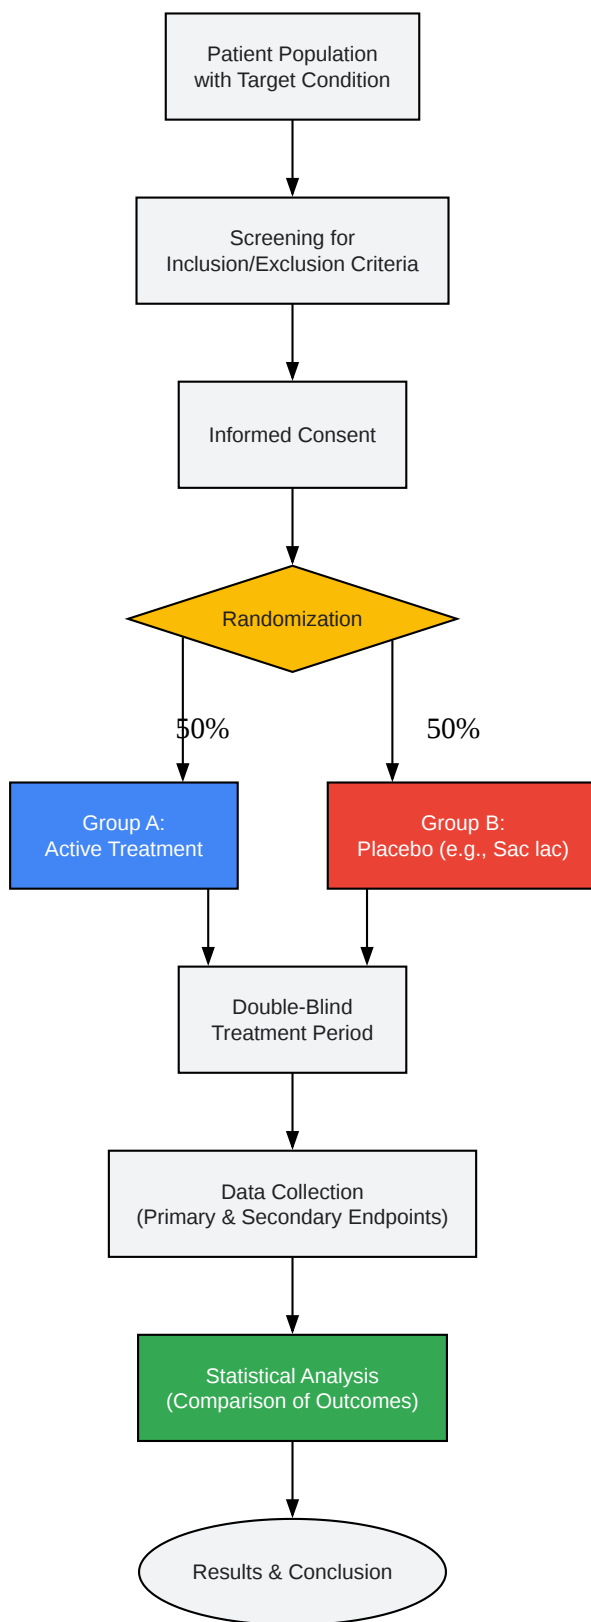 Patient Population
with Target Condition
Screening for
Inclusion/Exclusion Criteria
Informed Consent
Randomization
50%
50%
Group A:
Active Treatment
Group B:
Placebo (e.g., Sac lac)
Double-Blind
Treatment Period
Data Collection
(Primary & Secondary Endpoints)
Statistical Analysis
(Comparison of Outcomes)
Results & Conclusion